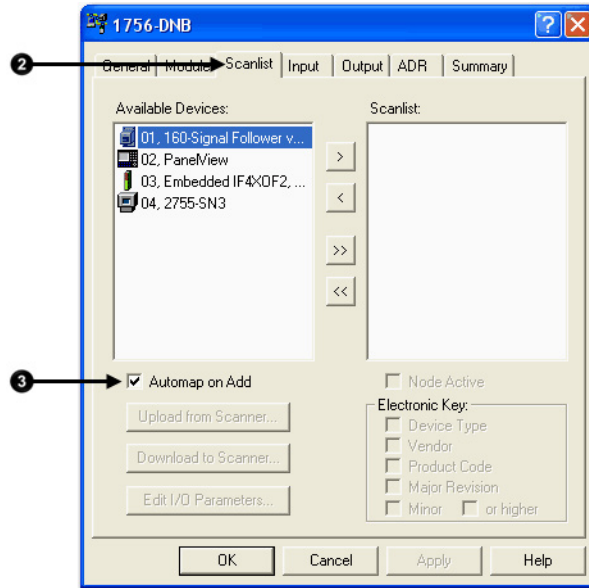 1756-DNB
2
General Module Scanlist Input Output ADR Summary
Available Devices:
Scanlist:
01, 160-Signal Follower v...
02, PanelView
03, Embedded IF4XOF2, ...
04, 2755-SN3
>
<
>>
<<
3
Automap on Add
Node Active
Upload from Scanner...
Download to Scanner...
Edit I/O Parameters...
Electronic Key:
Device Type
Vendor
Product Code
Major Revision
Minor or higher
OK Cancel Apply Help